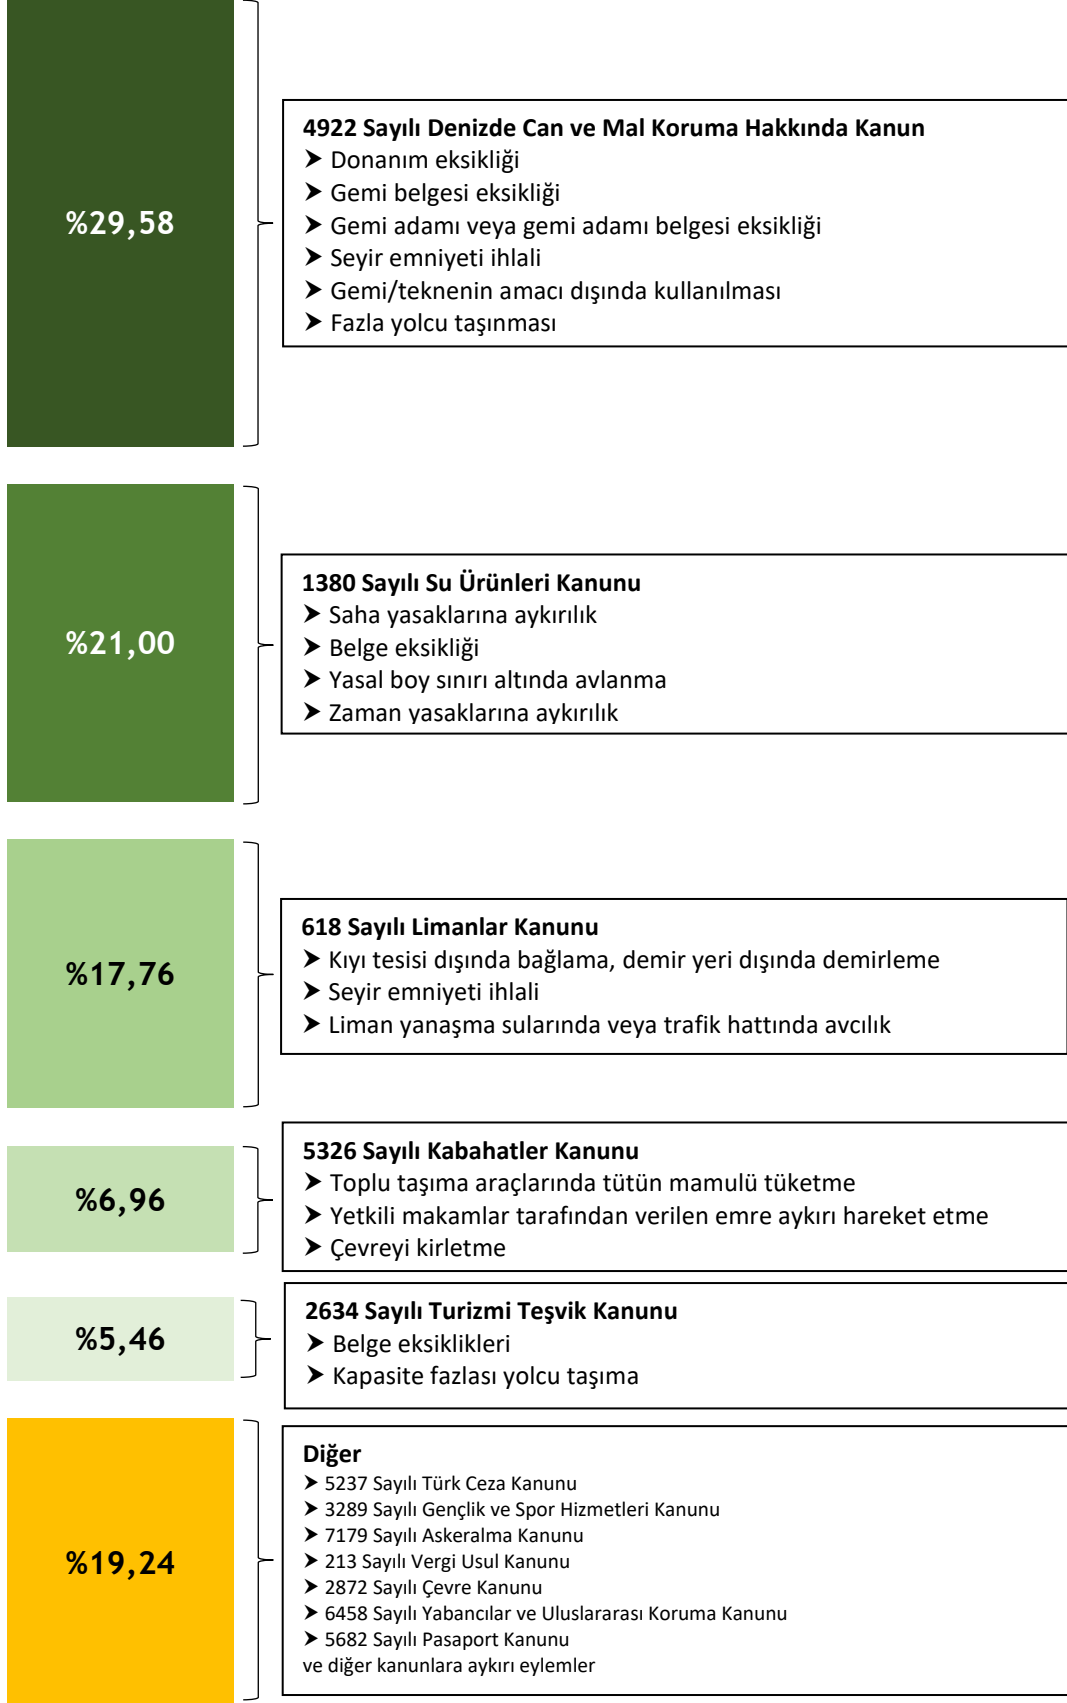 %29,58
4922 Sayılı Denizde Can ve Mal Koruma Hakkında Kanun
➤ Donanım eksikliği
➤ Gemi belgesi eksikliği
➤ Gemi adamı veya gemi adamı belgesi eksikliği
➤ Seyir emniyeti ihlali
➤ Gemi/teknenin amacı dışında kullanılması
➤ Fazla yolcu taşınması
%21,00
1380 Sayılı Su Ürünleri Kanunu
➤ Saha yasaklarına aykırılık
➤ Belge eksikliği
➤ Yasal boy sınırı altında avlanma
➤ Zaman yasaklarına aykırılık
%17,76
618 Sayılı Limanlar Kanunu
➤ Kıyı tesisi dışında bağlama, demir yeri dışında demirleme
➤ Seyir emniyeti ihlali
➤ Liman yanaşma sularında veya trafik hattında avcılık
%6,96
5326 Sayılı Kabahatler Kanunu
➤ Toplu taşıma araçlarında tütün mamulü tüketme
➤ Yetkili makamlar tarafından verilen emre aykırı hareket etme
➤ Çevreyi kirletme
%5,46
2634 Sayılı Turizmi Teşvik Kanunu
➤ Belge eksiklikleri
➤ Kapasite fazlası yolcu taşıma
%19,24
Diğer
➤ 5237 Sayılı Türk Ceza Kanunu
➤ 3289 Sayılı Gençlik ve Spor Hizmetleri Kanunu
➤ 7179 Sayılı Askeralma Kanunu
➤ 213 Sayılı Vergi Usul Kanunu
➤ 2872 Sayılı Çevre Kanunu
➤ 6458 Sayılı Yabancılar ve Uluslararası Koruma Kanunu
➤ 5682 Sayılı Pasaport Kanunu
ve diğer kanunlara aykırı eylemler